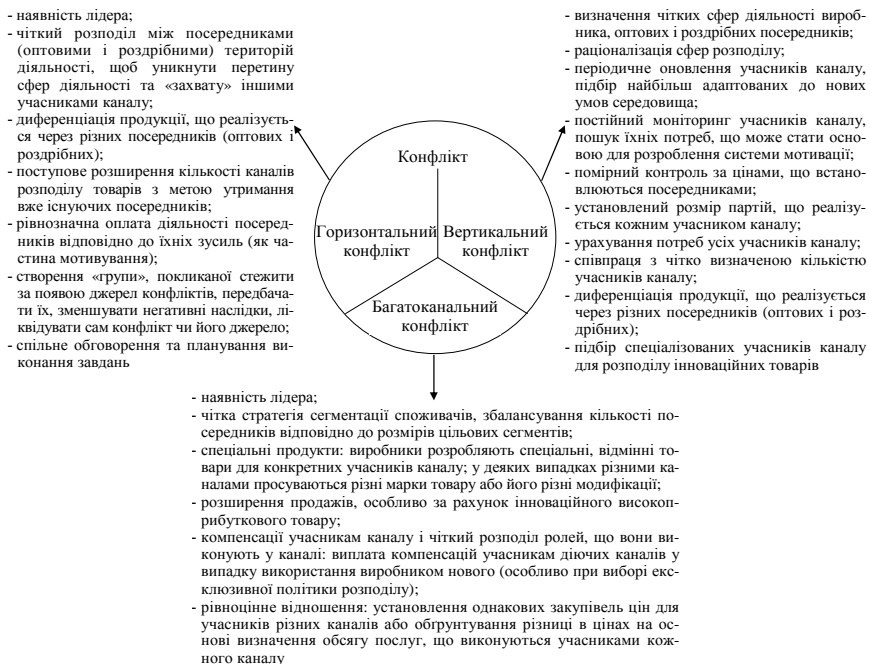 - наявність лідера;
- чіткий розподіл між посередниками
(оптовими і роздрібними) територій
діяльності, щоб уникнути перетину
сфер діяльності та «захвату» іншими
учасниками каналу;
- диференціація продукції, що реалізуєть-
ся через різних посередників (оптових і
роздрібних);
- поступове розширення кількості каналів
розподілу товарів з метою утримання
вже існуючих посередників;
- рівнозначна оплата діяльності посеред-
ників відповідно до їхніх зусиль (як ча-
стина мотивування);
- створення «групи», покликаної стежити
за появою джерел конфліктів, передбача-
ти їх, зменшувати негативні наслідки, лі-
квідувати сам конфлікт чи його джерело;
- спільне обговорення та планування ви-
конання завдань
Конфлікт
Горизонтальний
конфлікт
Вертикальний
конфлікт
Багатоканальний
конфлікт
- визначення чітких сфер діяльності вироб-
ника, оптових і роздрібних посередників;
- раціоналізація сфер розподілу;
- періодичне оновлення учасників каналу,
підбір найбільш адаптованих до нових
умов середовища;
- постійний моніторинг учасників каналу,
пошук їхніх потреб, що може стати осно-
вою для розроблення системи мотивації;
- помірний контроль за цінами, що вста-
новлюються посередниками;
- установлений розмір партій, що реалізу-
ється кожним учасником каналу;
- урахування потреб усіх учасників каналу;
- співпраця з чітко визначеною кількістю
учасників каналу;
- диференціація продукції, що реалізується
через різних посередників (оптових і роз-
дрібних);
- підбір спеціалізованих учасників каналу
для розподілу інноваційних товарів
- наявність лідера;
- чітка стратегія сегментації споживачів, збалансування кількості по-
середників відповідно до розмірів цільових сегментів;
- спеціальні продукти: виробники розробляють спеціальні, відмінні то-
вари для конкретних учасників каналу; у деяких випадках різними ка-
налами просуваються різні марки товару або його різні модифікації;
- розширення продажів, особливо за рахунок інноваційного високоп-
рибуткового товару;
- компенсації учасникам каналу і чіткий розподіл ролей, що вони ви-
конують у каналі: виплата компенсацій учасникам діючих каналів у
випадку використання виробником нового (особливо при виборі екс-
клюзивної політики розподілу);
- рівноцінне відношення: установлення однакових закупівель цін для
учасників різних каналів або обґрунтування різниці в цінах на ос-
нові визначення обсягу послуг, що виконуються учасниками кож-
ного каналу